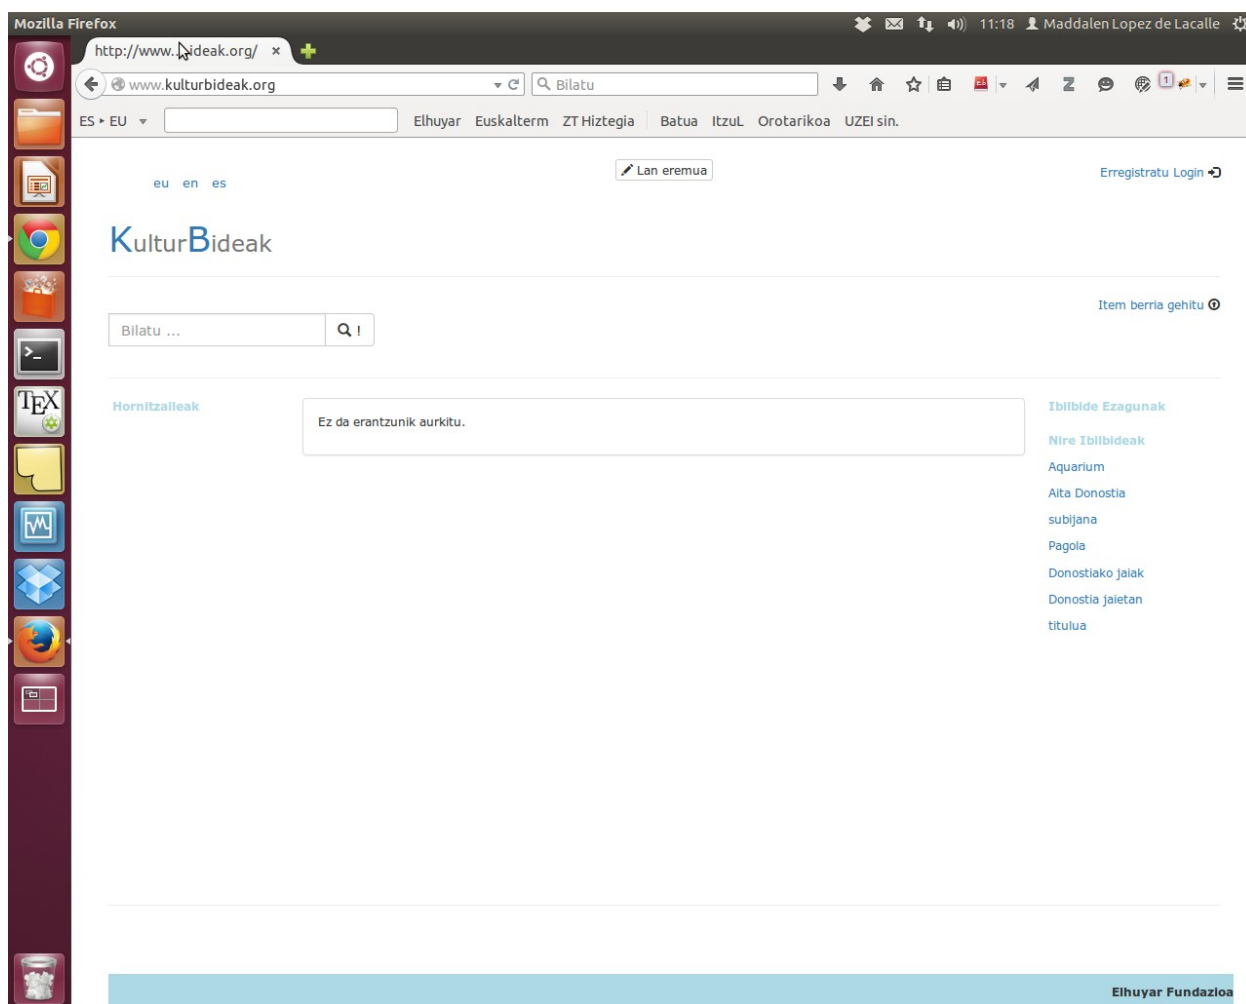 Mozilla Firefox
11:18 Maddalen Lopez de Lacalle
http://www...bideak.org/
www.kulturbideak.org
Bilatu
1
ES ▸ EU
Elhuyar Euskalterm ZT Hiztegia Batua ItzuL Orotarikoa UZEI sin.
eu en es
Lan eremua
Erregistratu Login
KulturBideak
Item berria gehitu
Bilatu ...
!
Hornitzaileak
Ez da erantzunik aurkitu.
Ibilbide Ezagunak
Nire Ibilbideak
Aquarium
Aita Donostia
subijana
Pagola
Donostiako jaiak
Donostia jaietan
titulua
TEX
Elhuyar Fundazioa